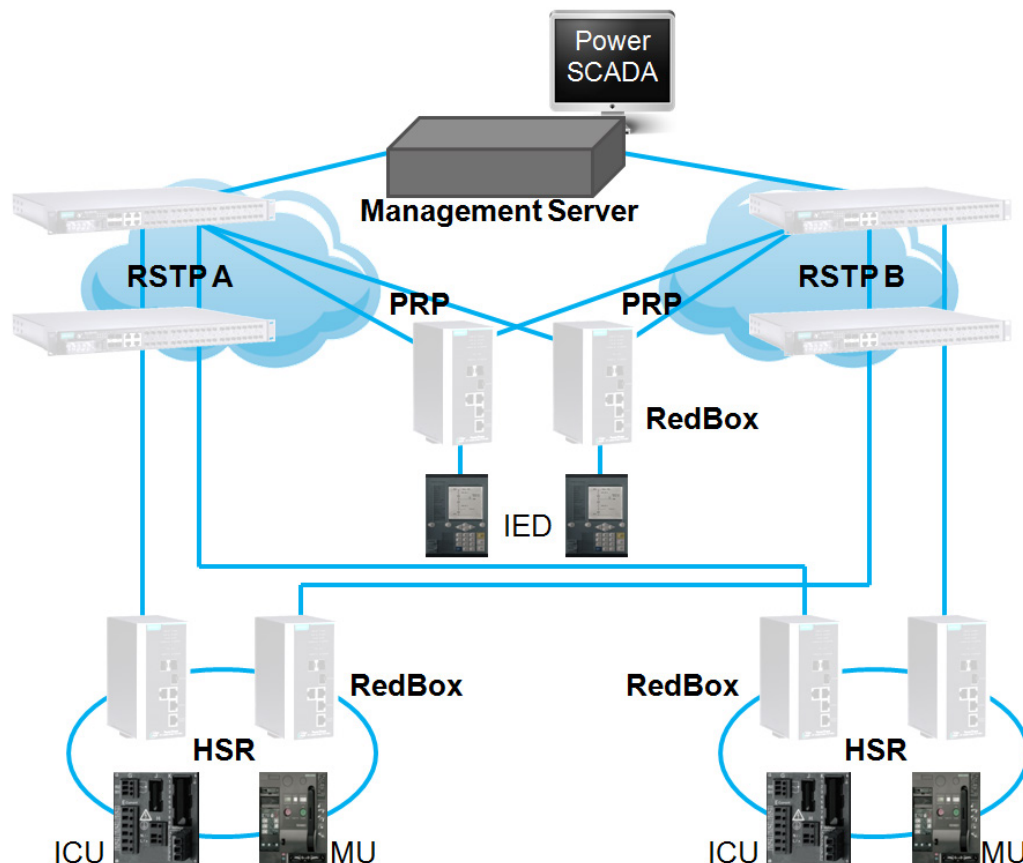 Power
SCADA
Management Server
RSTP A
PRP
PRP
RSTP B
RedBox
IED
RedBox
RedBox
HSR
HSR
ICU
MU
ICU
MU